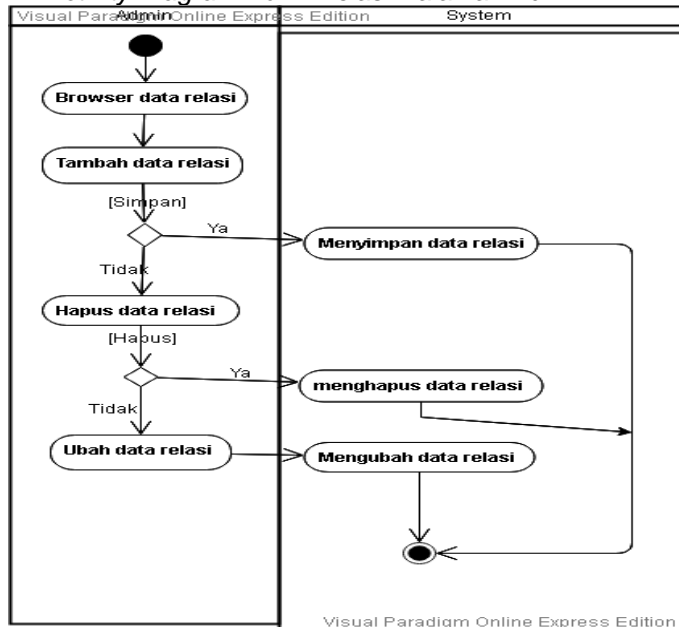 Visual Paradigm Online Express Edition
Admin
System
Browser data relasi
Tambah data relasi
[Simpan]
Ya
Menyimpan data relasi
Tidak
Hapus data relasi
[Hapus]
Ya
menghapus data relasi
Tidak
Ubah data relasi
Mengubah data relasi
Visual Paradigm Online Express Edition